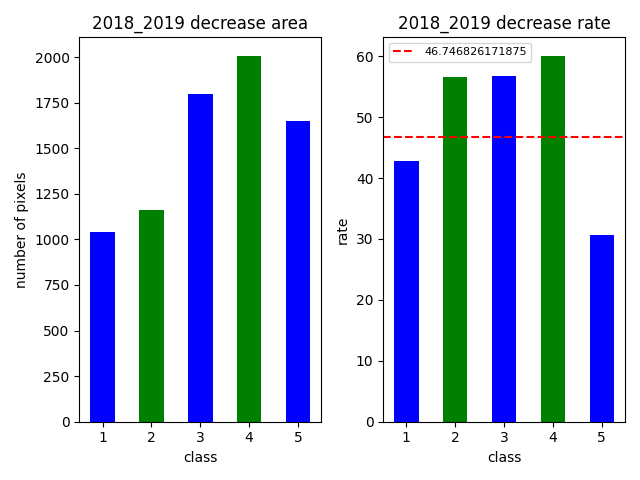 2018_2019 decrease area
number of pixels
2000
1750
1500
1250
1000
750
500
250
0
1 2 3 4 5
class
2018_2019 decrease rate
46.746826171875
rate
60
50
40
30
20
10
0
1 2 3 4 5
class